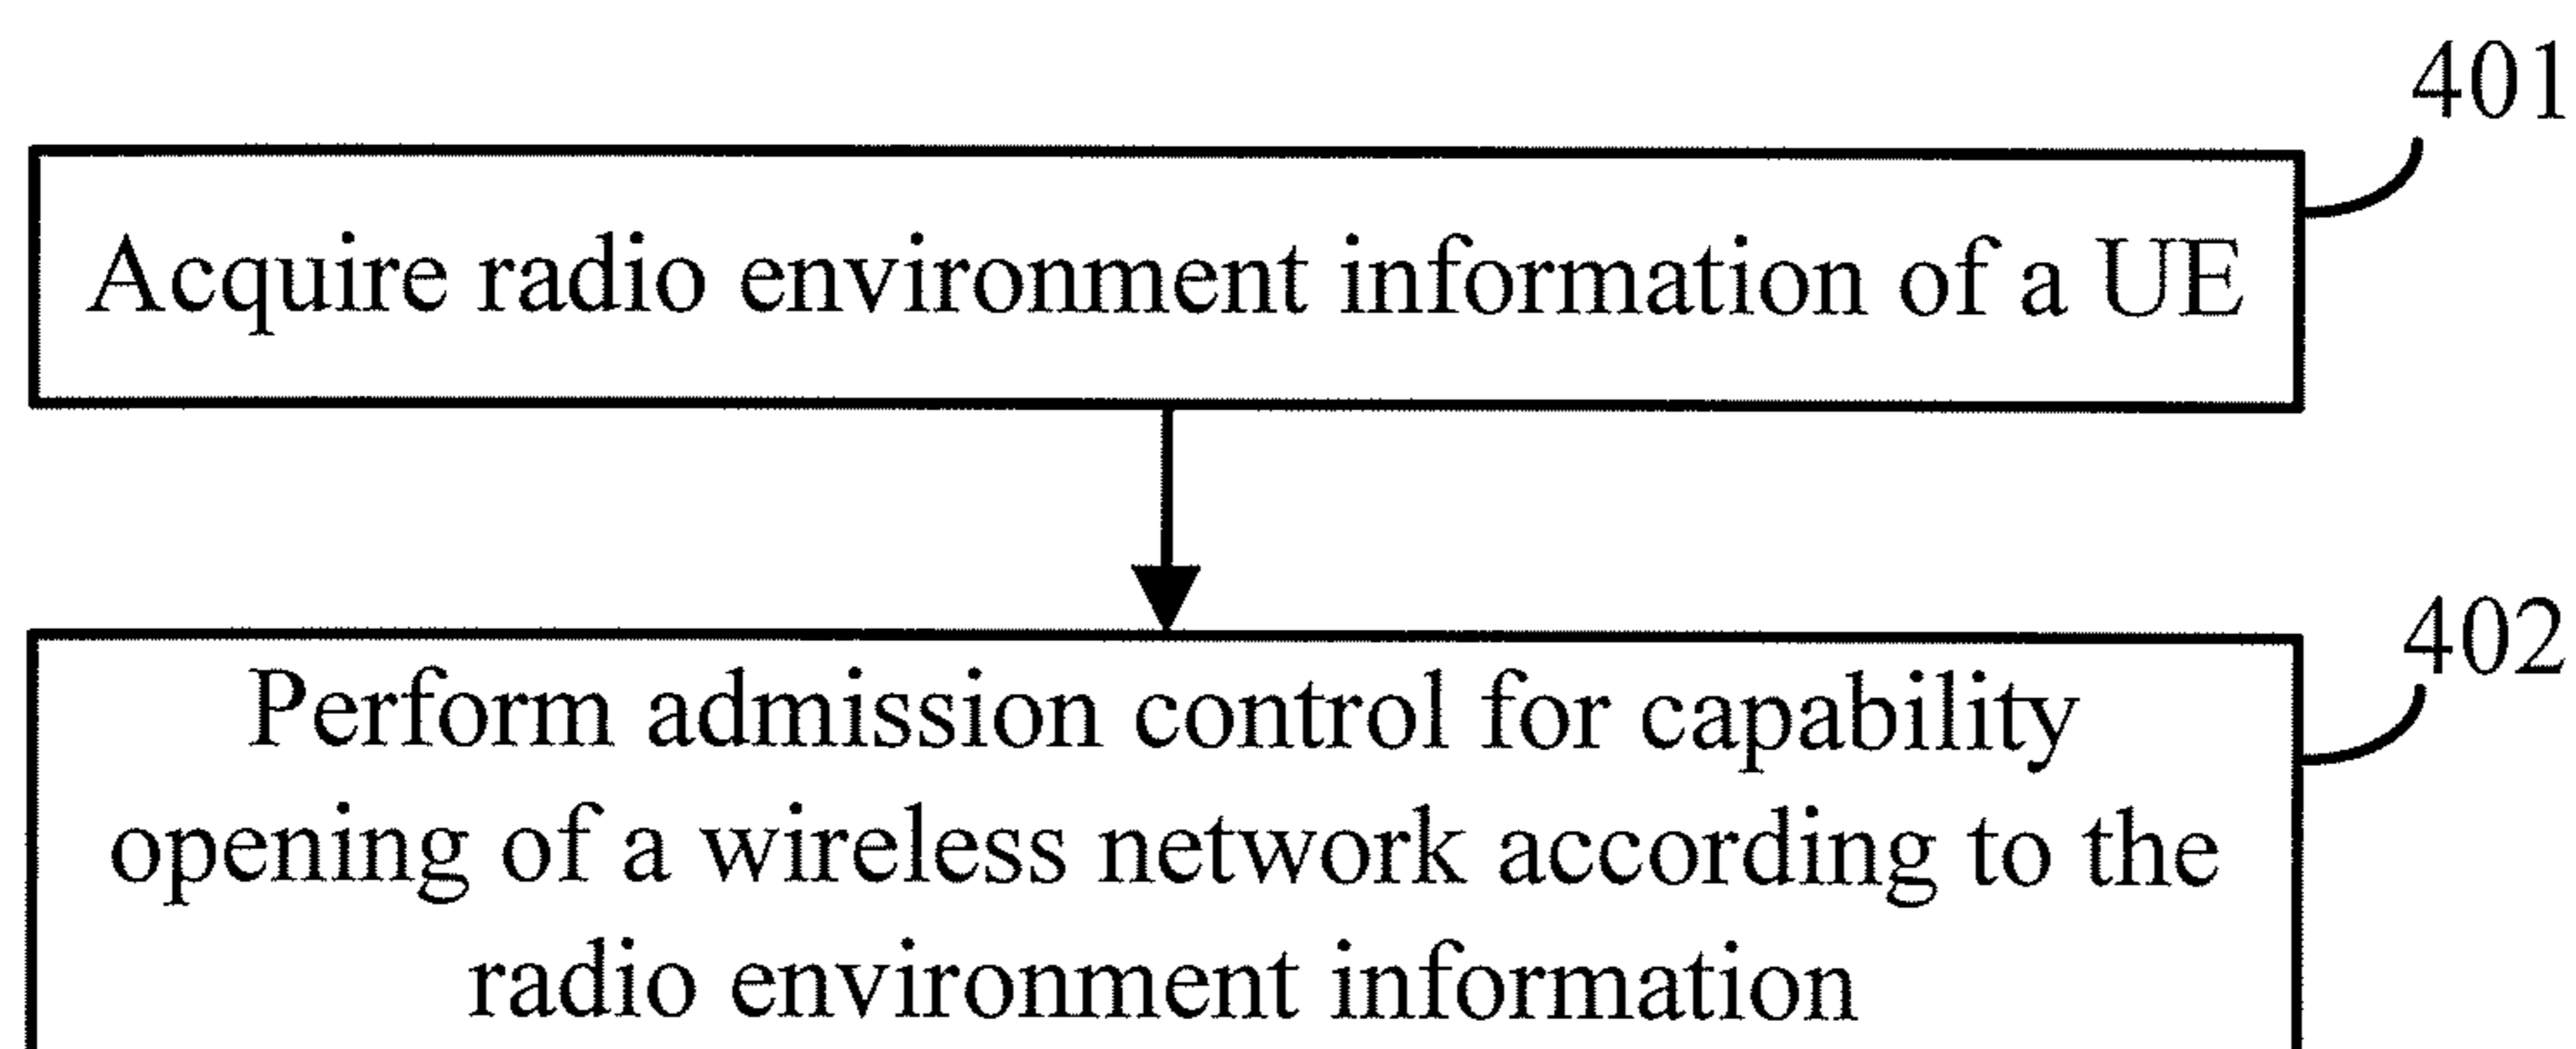 401
Acquire radio environment information of a UE
402
Perform admission control for capability
opening of a wireless network according to the
radio environment information